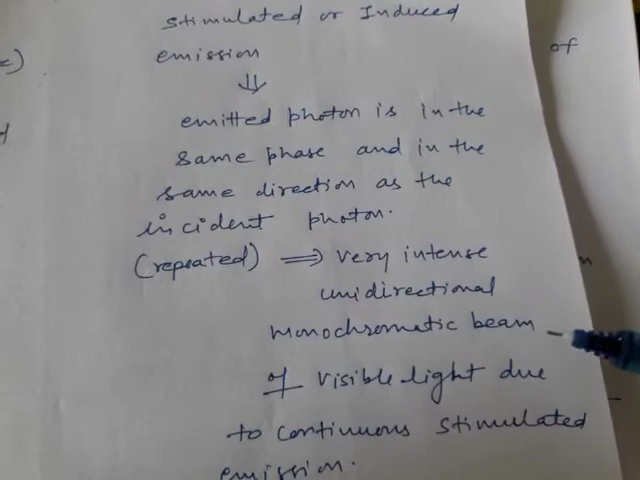 stimulated or Induced
emission
⇓
emitted photon is in the
same phase and in the
same direction as the
incident photon.
(repeated) ⟹ very intense
unidirectional
monochromatic beam
of visible light due
to continuous stimulated
emission.
of